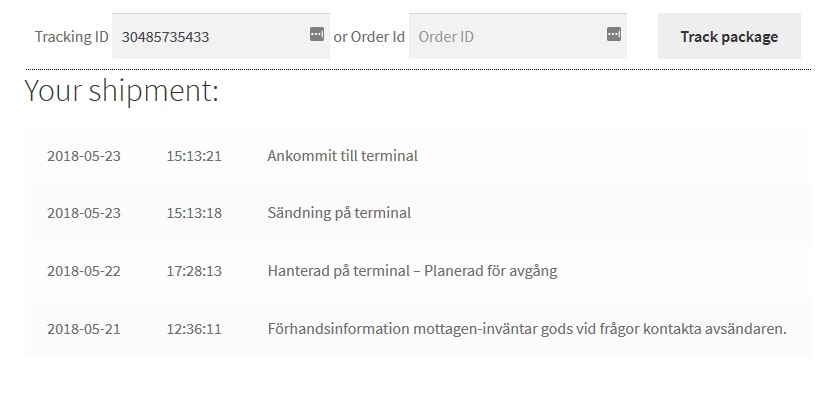 Tracking ID 30485735433 or Order Id Order ID Track package
Your shipment:
2018-05-23 15:13:21 Ankommit till terminal
2018-05-23 15:13:18 Sändning på terminal
2018-05-22 17:28:13 Hanterad på terminal – Planerad för avgång
2018-05-21 12:36:11 Förhandsinformation mottagen-inväntar gods vid frågor kontakta avsändaren.